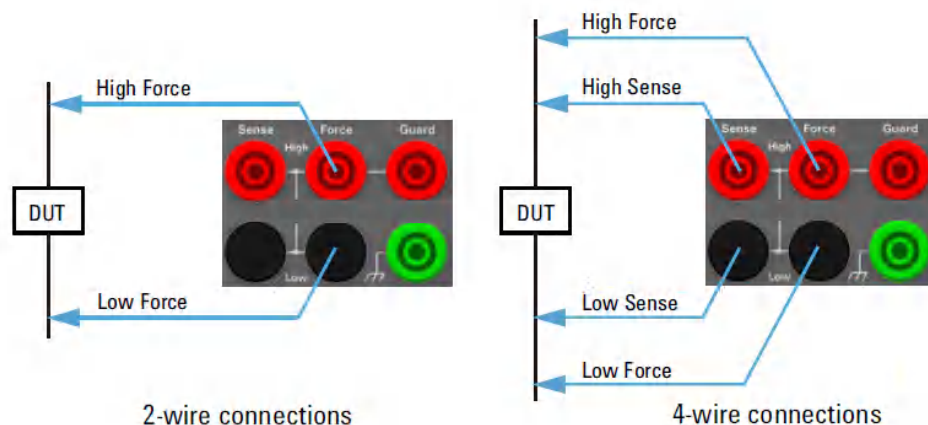 High Force
Sense Force Guard
High
DUT
Low
Low Force
2-wire connections
High Force
High Sense
Sense Force Guard
High
DUT
Low
Low Sense
Low Force
4-wire connections